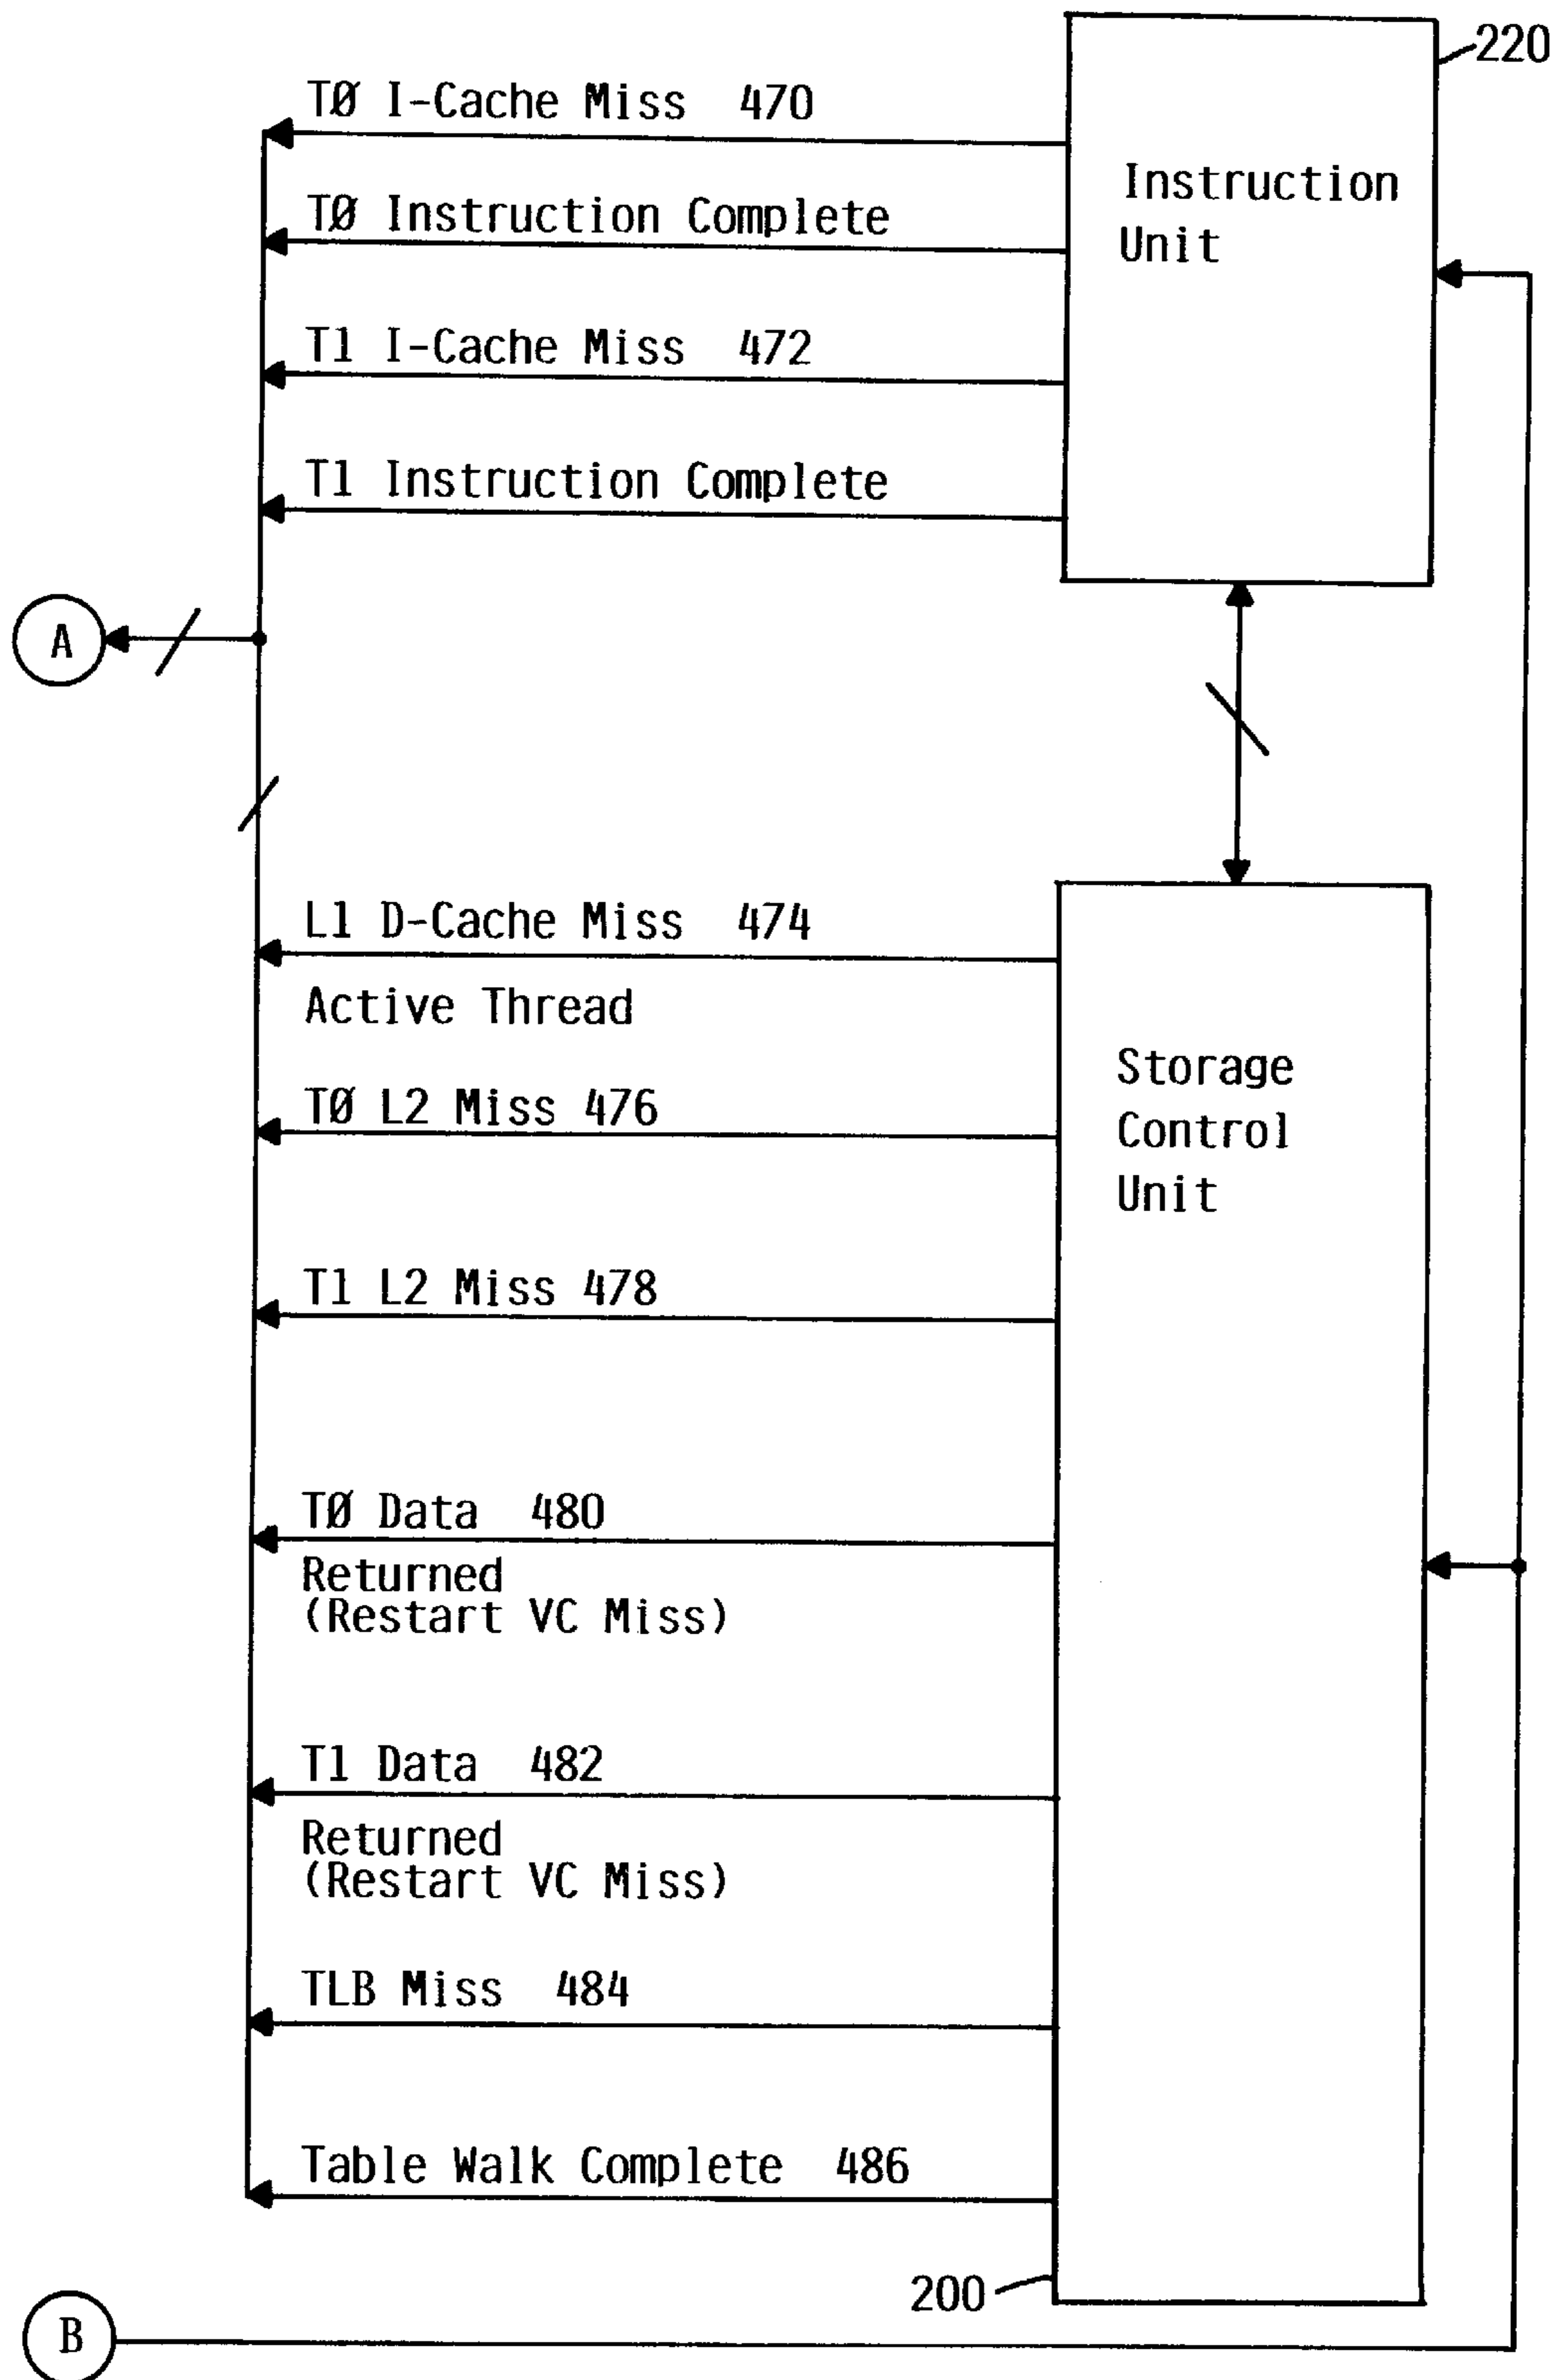 220
TØ I-Cache Miss 470
Instruction
Unit
TØ Instruction Complete
T1 I-Cache Miss 472
T1 Instruction Complete
A
L1 D-Cache Miss 474
Active Thread
Storage
Control
Unit
TØ L2 Miss 476
T1 L2 Miss 478
TØ Data 480
Returned
(Restart VC Miss)
T1 Data 482
Returned
(Restart VC Miss)
TLB Miss 484
Table Walk Complete 486
200
B